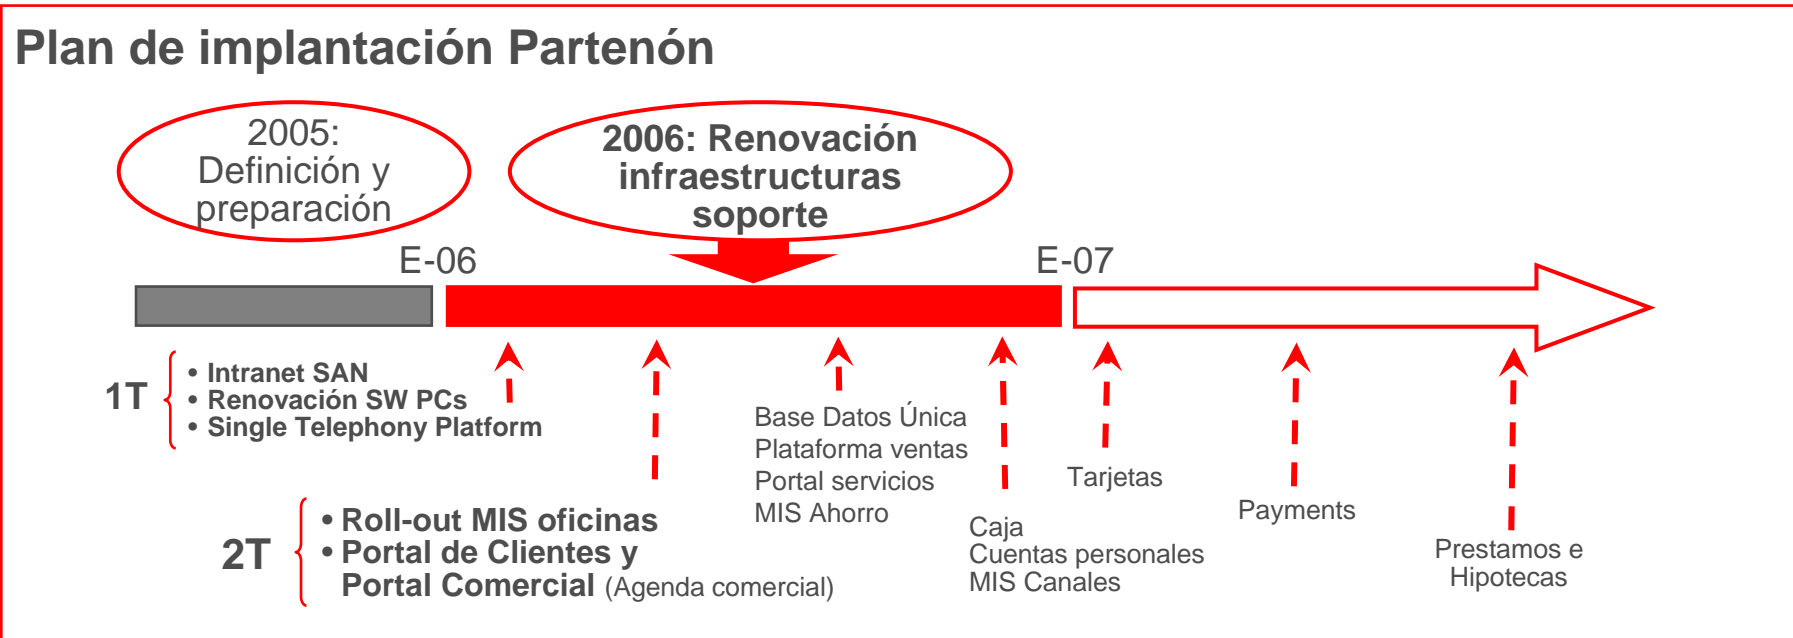 Plan de implantación Partenón
2005:
Definición y
preparación
2006: Renovación
infraestructuras
soporte
E-06
E-07
1T
• Intranet SAN
• Renovación SW PCs
• Single Telephony Platform
2T
• Roll-out MIS oficinas
• Portal de Clientes y
Portal Comercial (Agenda comercial)
Base Datos Única
Plataforma ventas
Portal servicios
MIS Ahorro
Caja
Cuentas personales
MIS Canales
Tarjetas
Payments
Prestamos e
Hipotecas